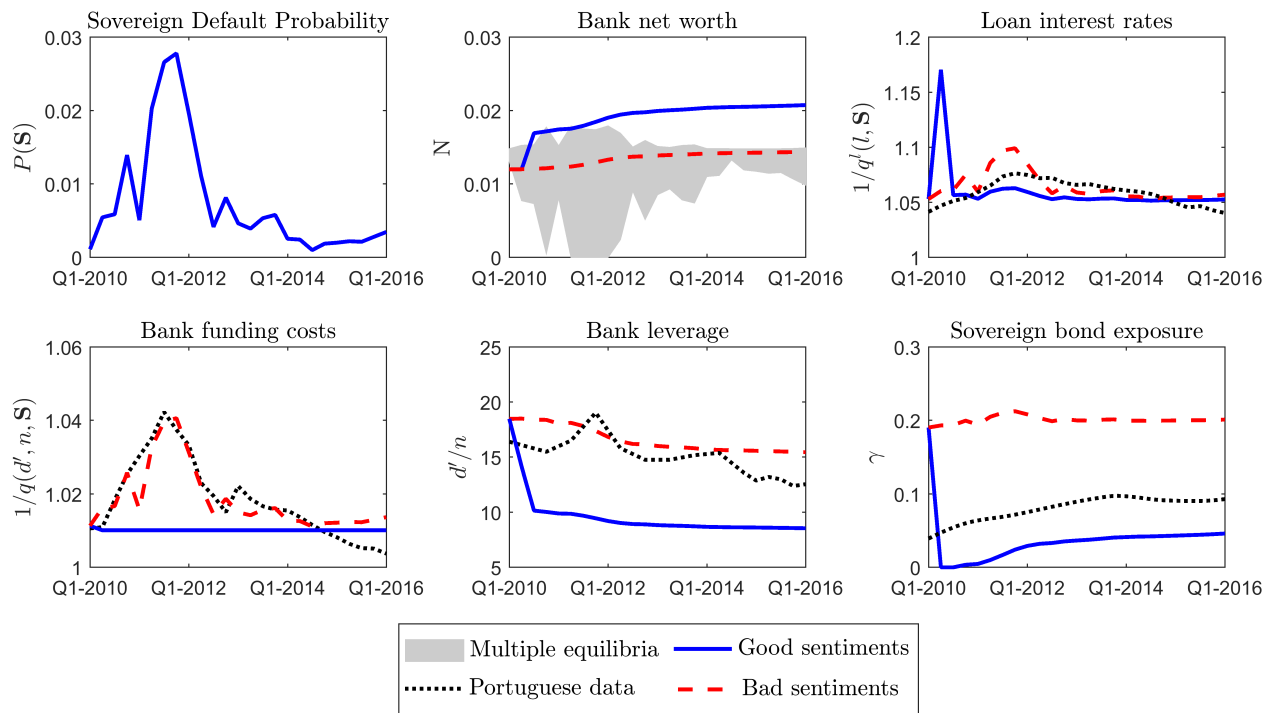 Sovereign Default Probability
0.03
0.02
0.01
0
P(S)
Q1-2010 Q1-2012 Q1-2014 Q1-2016
Bank net worth
0.03
0.02
0.01
0
N
Q1-2010 Q1-2012 Q1-2014 Q1-2016
Loan interest rates
1.2
1.15
1.1
1.05
1
1/q^l(l, S)
Q1-2010 Q1-2012 Q1-2014 Q1-2016
Bank funding costs
1.06
1.04
1.02
1
1/q(d′, n, S)
Q1-2010 Q1-2012 Q1-2014 Q1-2016
Bank leverage
25
20
15
10
5
d′/n
Q1-2010 Q1-2012 Q1-2014 Q1-2016
Sovereign bond exposure
0.3
0.2
0.1
0
γ
Q1-2010 Q1-2012 Q1-2014 Q1-2016
Multiple equilibria Good sentiments
Portuguese data Bad sentiments